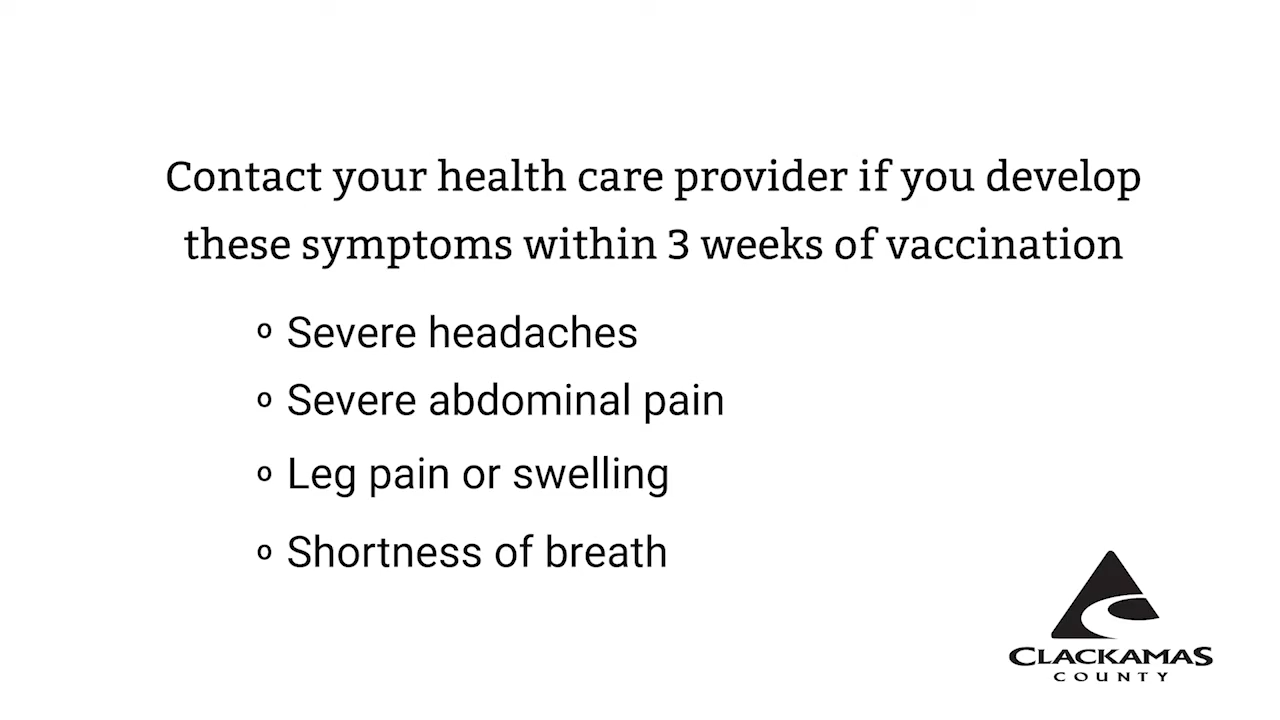 Contact your health care provider if you develop
these symptoms within 3 weeks of vaccination
o Severe headaches
o Severe abdominal pain
o Leg pain or swelling
o Shortness of breath
CLACKAMAS
COUNTY